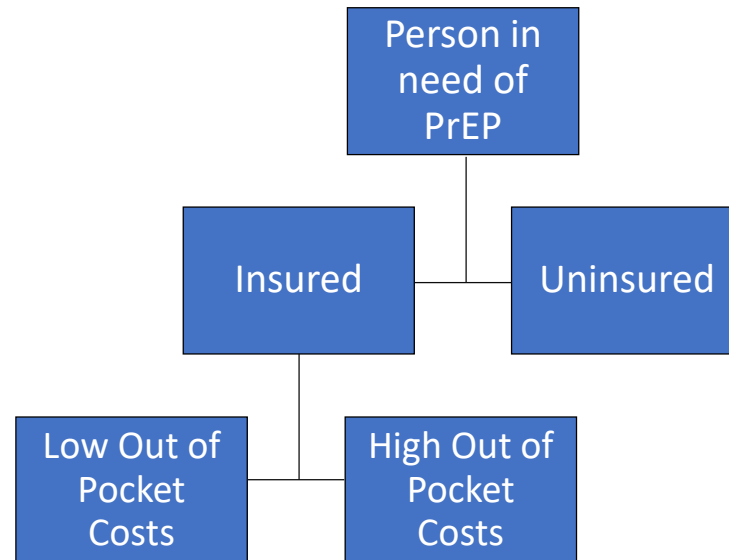 Person in
need of
PrEP
Insured
Uninsured
Low Out of
Pocket
Costs
High Out of
Pocket
Costs